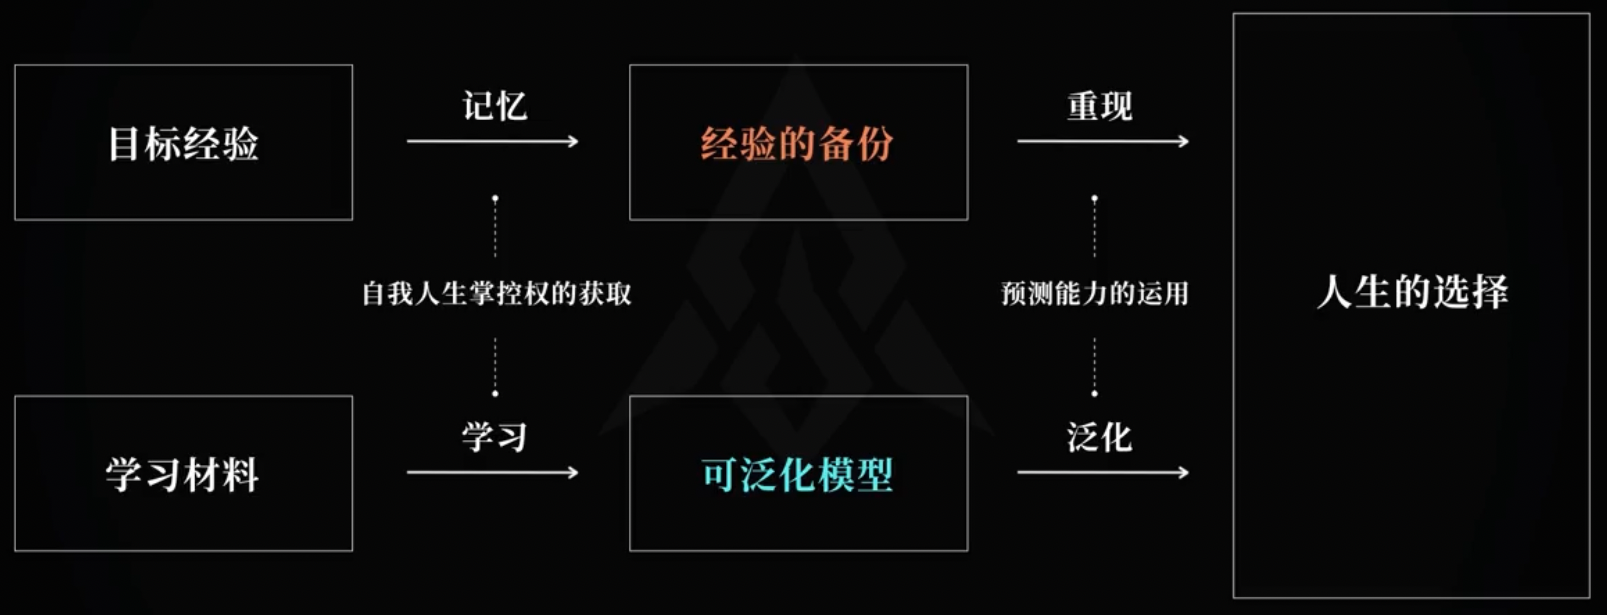 目标经验
记忆
经验的备份
重现
自我人生掌控权的获取
预测能力的运用
人生的选择
学习材料
学习
可泛化模型
泛化